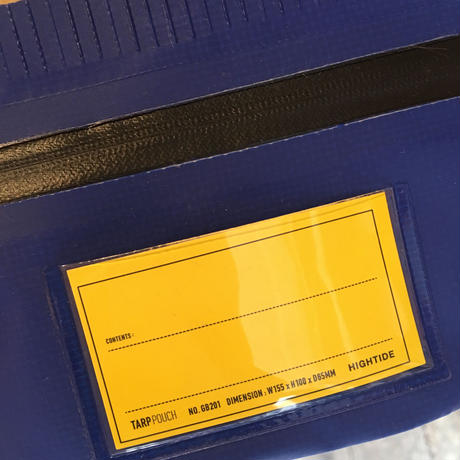 CONTENTS :
TARP POUCH NO. GB201 DIMENSION : W155 x H100 x D65MM HIGHTIDE